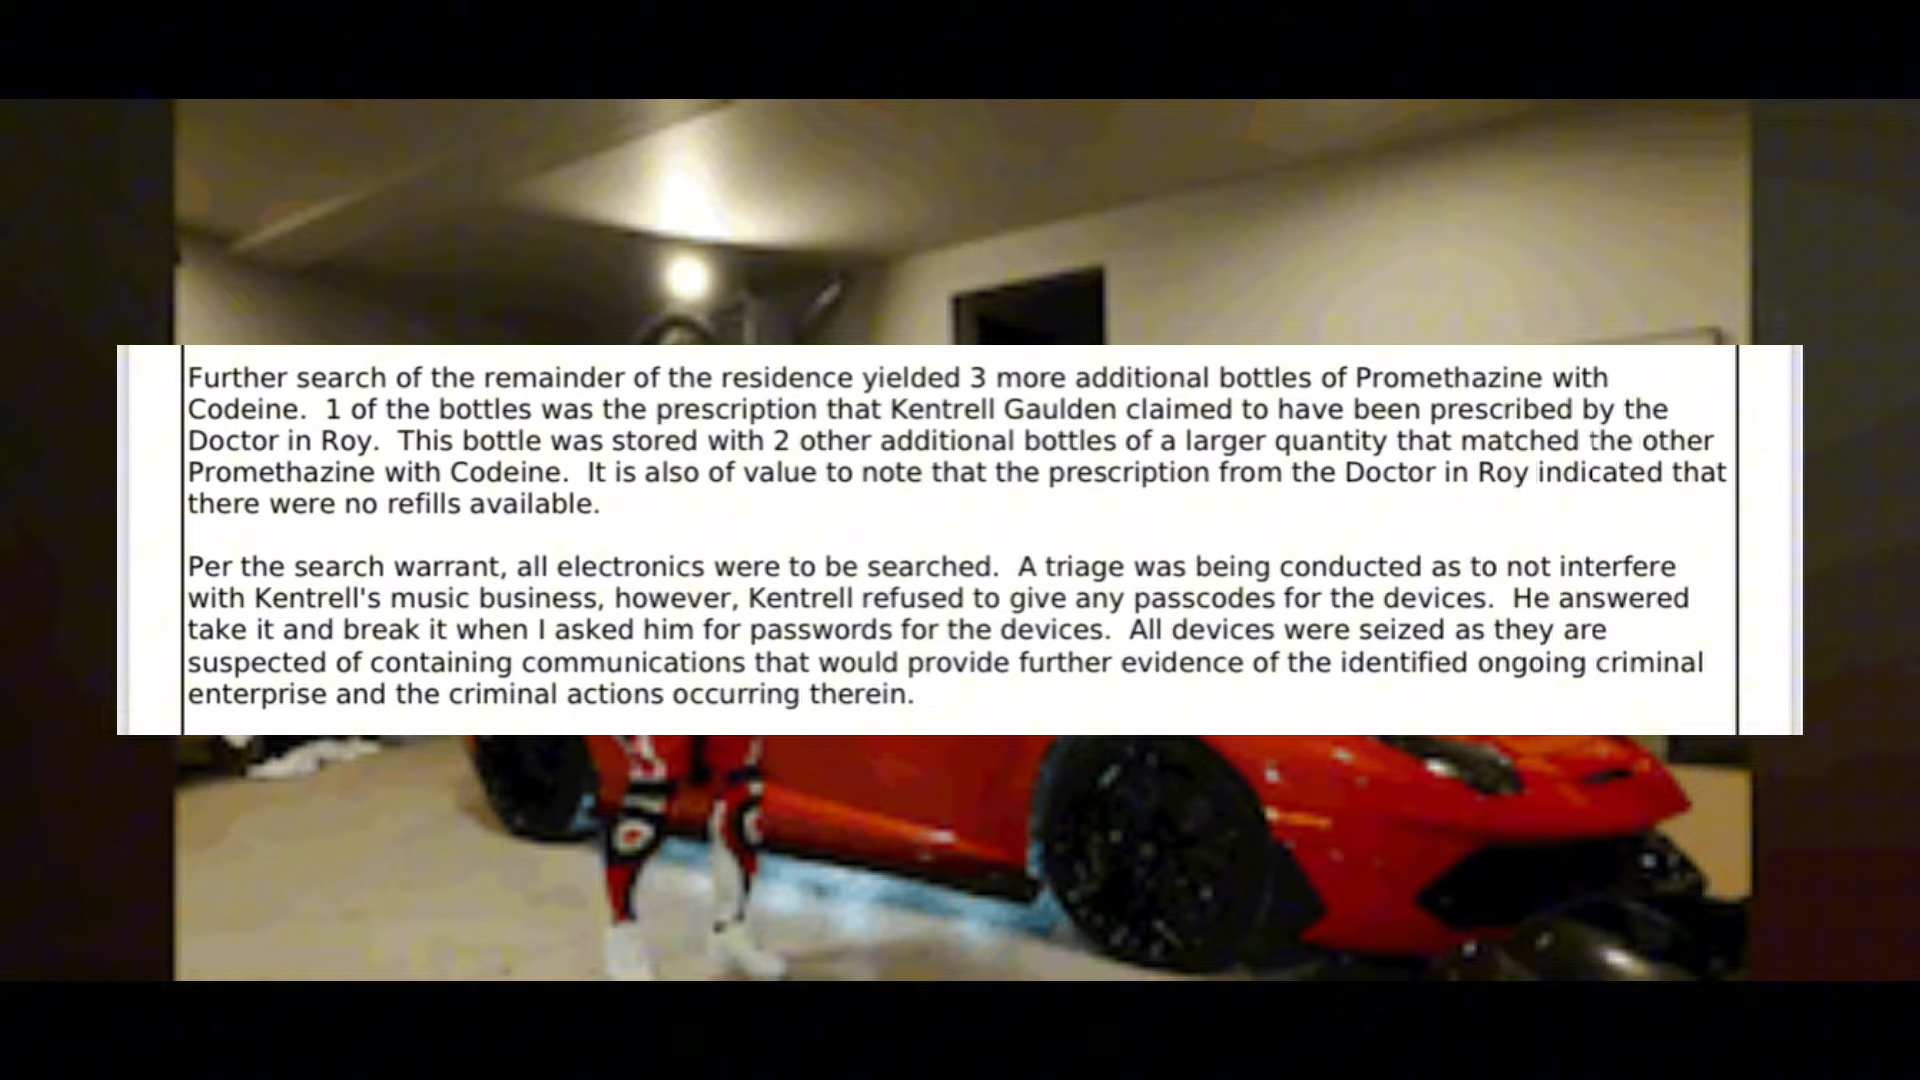 Further search of the remainder of the residence yielded 3 more additional bottles of Promethazine with
Codeine.  1 of the bottles was the prescription that Kentrell Gaulden claimed to have been prescribed by the
Doctor in Roy.  This bottle was stored with 2 other additional bottles of a larger quantity that matched the other
Promethazine with Codeine.  It is also of value to note that the prescription from the Doctor in Roy indicated that
there were no refills available.
Per the search warrant, all electronics were to be searched.  A triage was being conducted as to not interfere
with Kentrell's music business, however, Kentrell refused to give any passcodes for the devices.  He answered
take it and break it when I asked him for passwords for the devices.  All devices were seized as they are
suspected of containing communications that would provide further evidence of the identified ongoing criminal
enterprise and the criminal actions occurring therein.